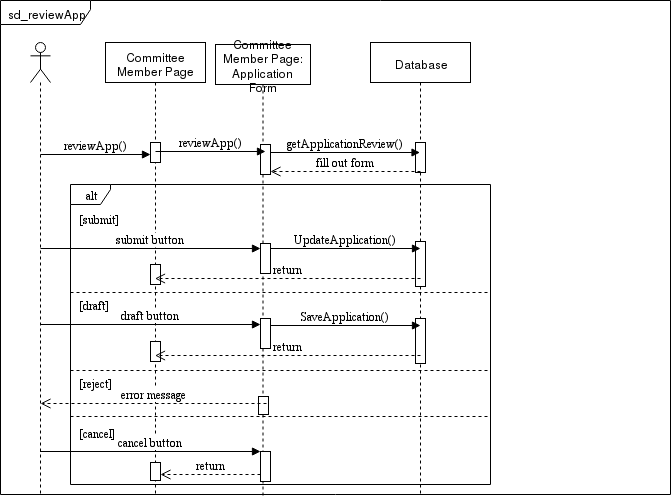 sd_reviewApp
Committee
Member Page
Committee
Member Page:
Application
Form
Database
reviewApp()
reviewApp()
getApplicationReview()
fill out form
alt
[submit]
submit button
UpdateApplication()
return
[draft]
draft button
SaveApplication()
return
[reject]
error message
[cancel]
cancel button
return